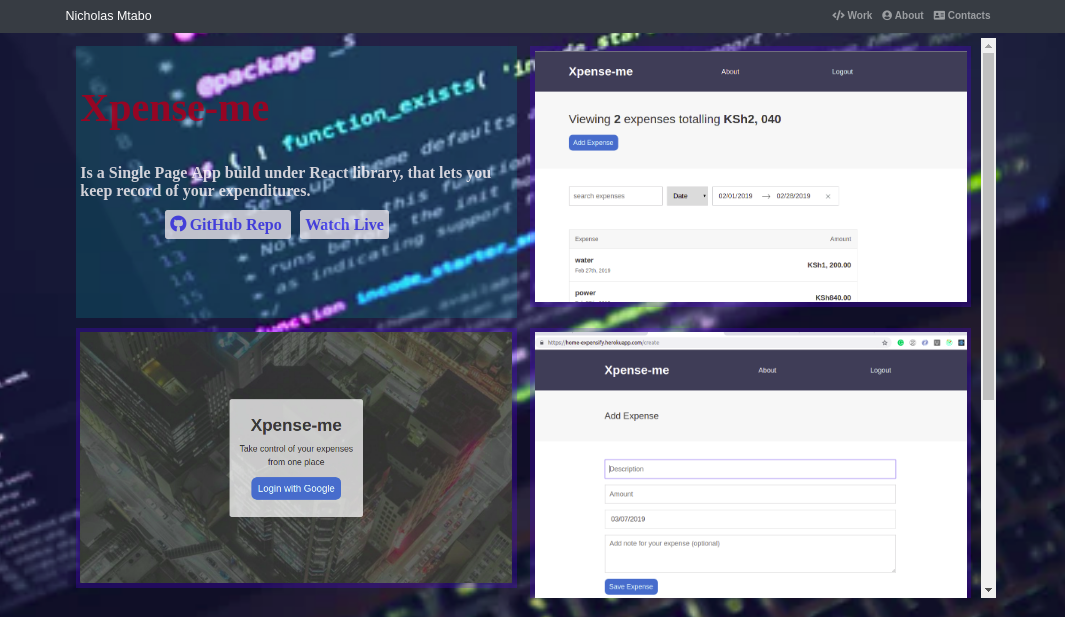 Nicholas Mtabo
Work
About
Contacts
@package
_s
function_exists(
Xpense-me
Is a Single Page App build under React library, that lets you
keep record of your expenditures.
GitHub Repo
Watch Live
Xpense-me
About
Logout
Viewing 2 expenses totalling KSh2, 040
Add Expense
search expenses
Date
02/01/2019 → 02/28/2019 ×
Expense
Amount
water
KSh1, 200.00
Feb 27th, 2019
power
KSh840.00
Xpense-me
Take control of your expenses
from one place
Login with Google
https://home-expensify.herokuapp.com/create
Xpense-me
About
Logout
Add Expense
Description
Amount
03/07/2019
Add note for your expense (optional)
Save Expense